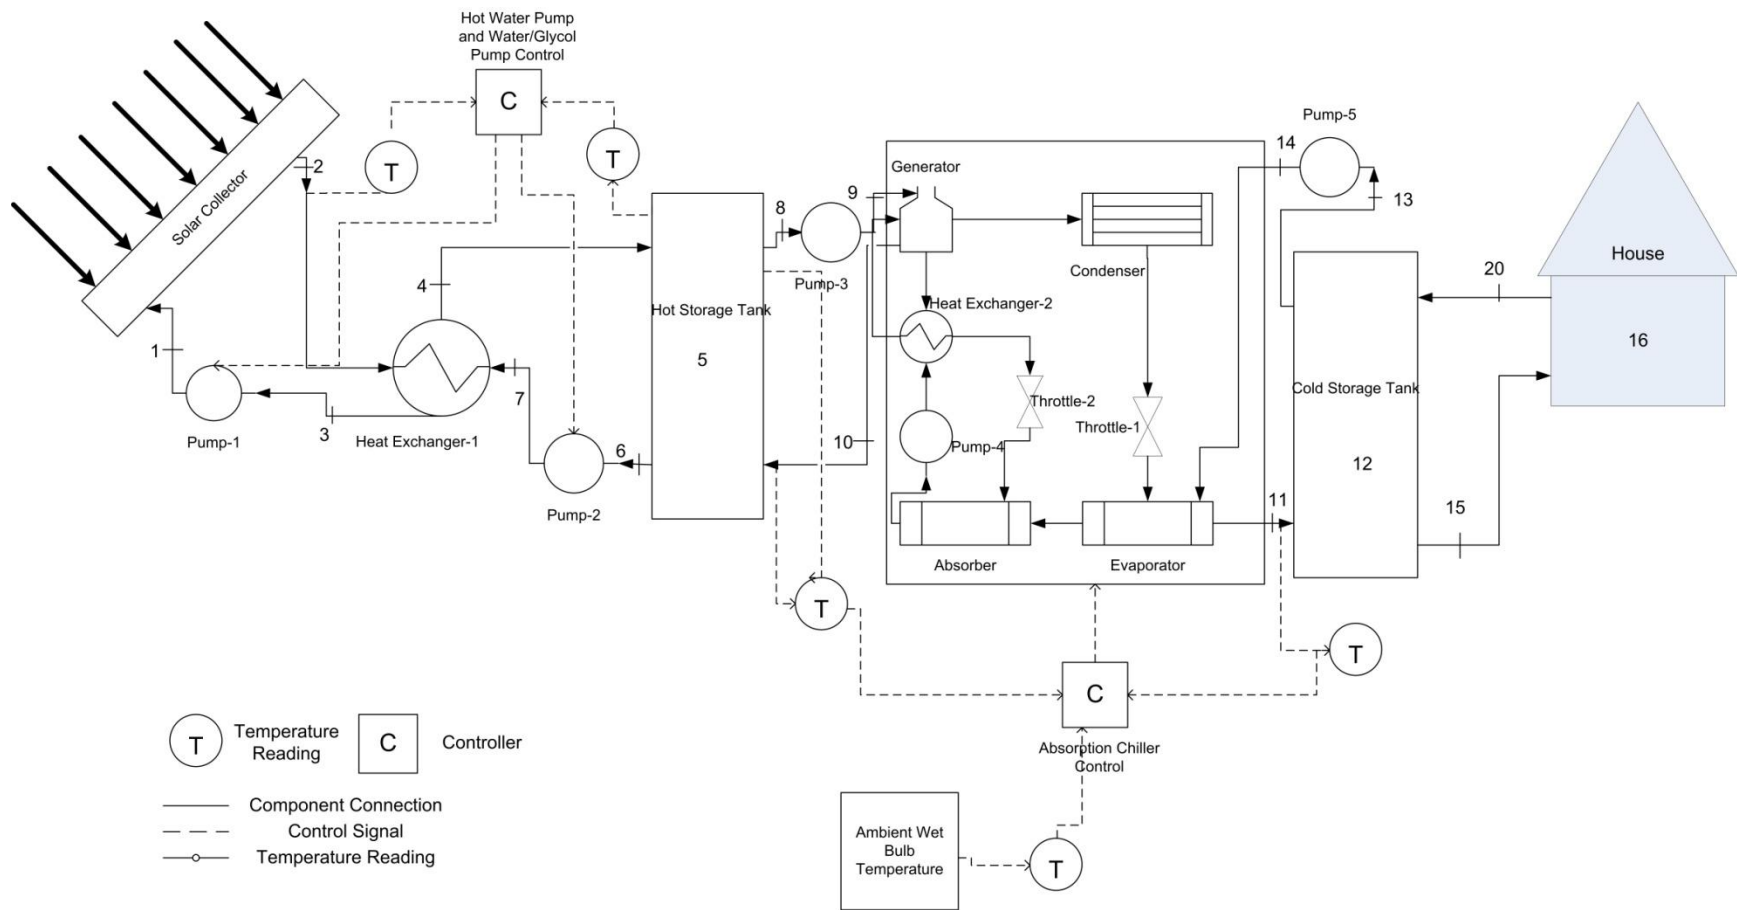 Hot Water Pump
and Water/Glycol
Pump Control
C
T
T
Solar Collector
2
1
Pump-1
3
4
Heat Exchanger-1
7
6
Pump-2
Hot Storage Tank
5
8
Pump-3
9
10
Generator
Condenser
Heat Exchanger-2
Throttle-2
Throttle-1
Pump-4
Absorber
Evaporator
14
Pump-5
13
11
Cold Storage Tank
12
20
15
House
16
T
T
C
Absorption Chiller
Control
Ambient Wet
Bulb
Temperature
T
T
Temperature
Reading
C
Controller
Component Connection
Control Signal
Temperature Reading